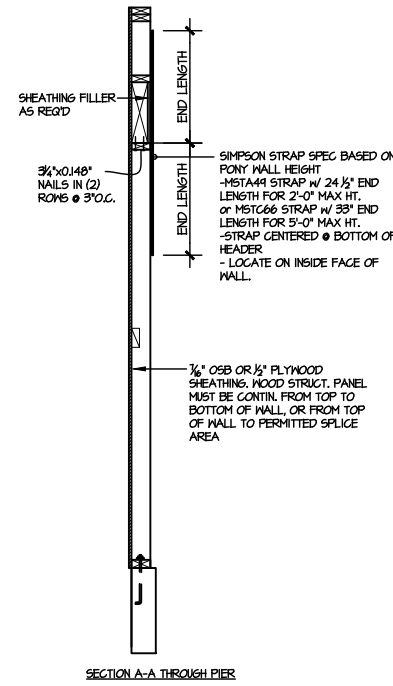 END LENGTH
SHEATHING FILLER
AS REQ'D
3¼"x0.148"
NAILS IN (2)
ROWS @ 3"O.C.
END LENGTH
SIMPSON STRAP SPEC BASED ON
PONY WALL HEIGHT
-MSTA49 STRAP w/ 24 ½" END
LENGTH FOR 2'-0" MAX HT.
or MSTC66 STRAP w/ 33" END
LENGTH FOR 5'-0" MAX HT.
-STRAP CENTERED @ BOTTOM OF
HEADER
- LOCATE ON INSIDE FACE OF
WALL.
7/16" OSB OR ½" PLYWOOD
SHEATHING. WOOD STRUCT. PANEL
MUST BE CONTIN. FROM TOP TO
BOTTOM OF WALL, OR FROM TOP
OF WALL TO PERMITTED SPLICE
AREA
SECTION A-A THROUGH PIER